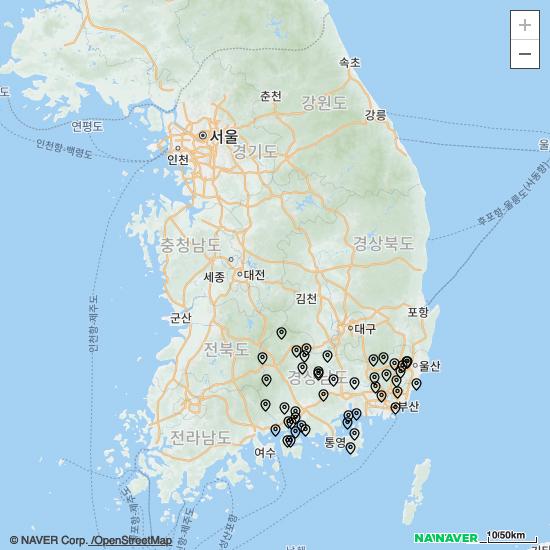 +
−
속초
춘천
강원도
강릉
연평도
서울
인천
경기도
인천항-백령도
울
후포항-울릉도(사동항)
도
충청남도
경상북도
세종
대전
인천항-제주도
김천
군산
포항
대구
전북도
울산
경상남도
부산
전라남도
여수
통영
© NAVER Corp. /OpenStreetMap
NAVER
10/50km